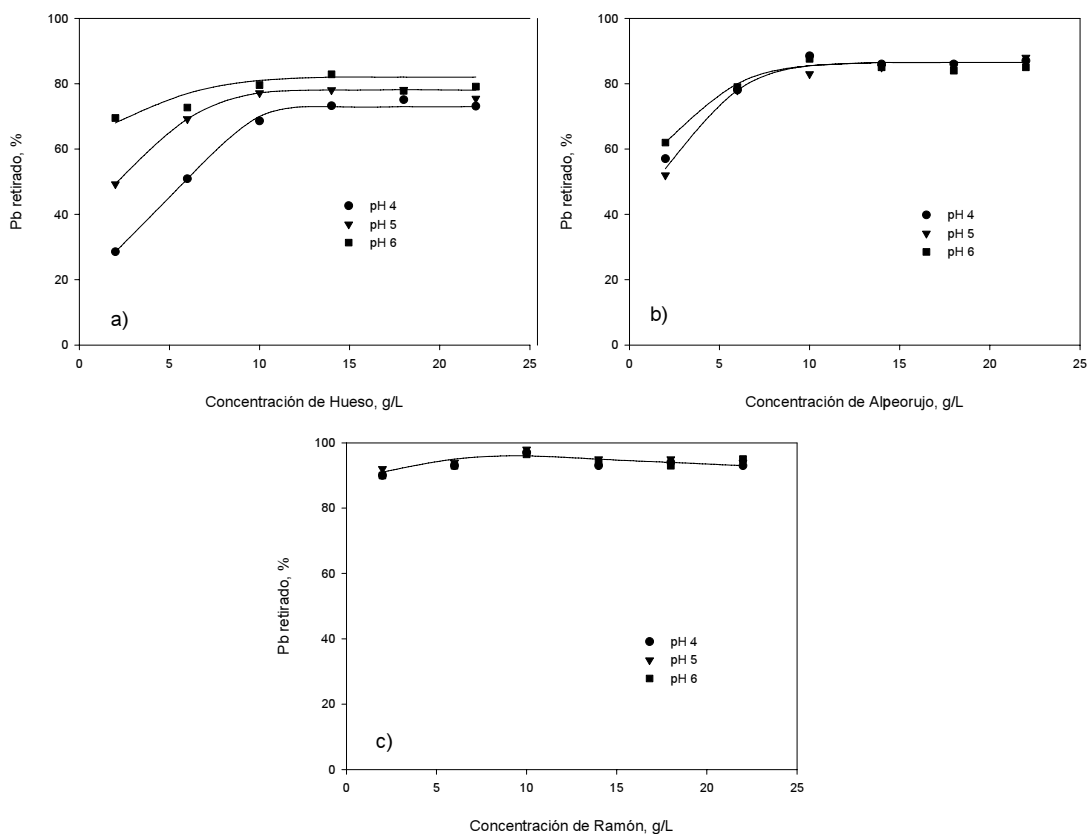 100
80
60
40
20
0
Pb retirado, %
pH 4
pH 5
pH 6
a)
0 5 10 15 20 25
Concentración de Hueso, g/L
100
80
60
40
20
0
Pb retirado, %
pH 4
pH 5
pH 6
b)
0 5 10 15 20 25
Concentración de Alpeorujo, g/L
100
80
60
40
20
0
Pb retirado, %
pH 4
pH 5
pH 6
c)
0 5 10 15 20 25
Concentración de Ramón, g/L